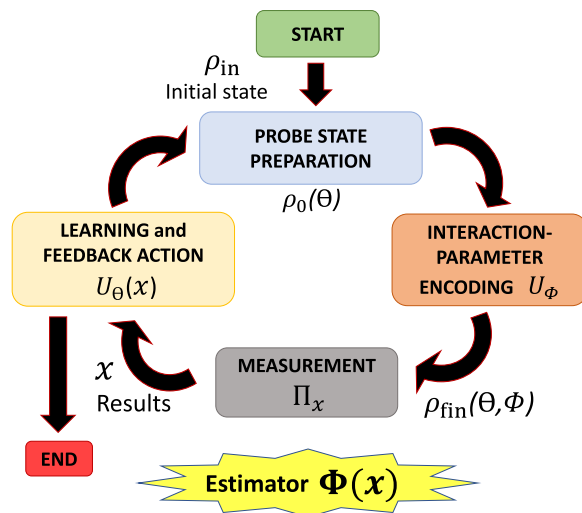 START
ρ_in
Initial state
PROBE STATE
PREPARATION
ρ_0(Θ)
LEARNING and
FEEDBACK ACTION
U_Θ(x)
INTERACTION-
PARAMETER
ENCODING U_Φ
MEASUREMENT
Π_x
x
Results
ρ_fin(Θ,Φ)
END
Estimator Φ(x)